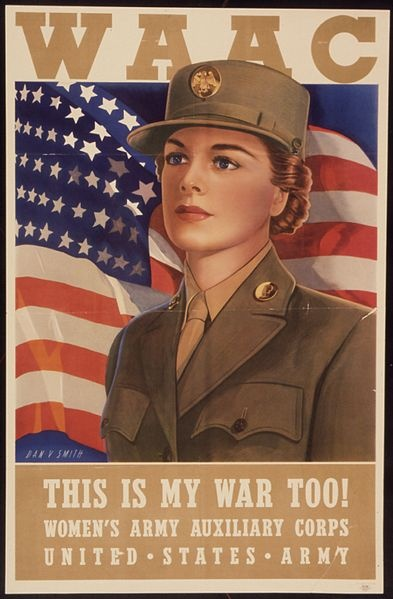 WAAC
DAN V SMITH
THIS IS MY WAR TOO!
WOMEN'S ARMY AUXILIARY CORPS
UNITED • STATES • ARMY